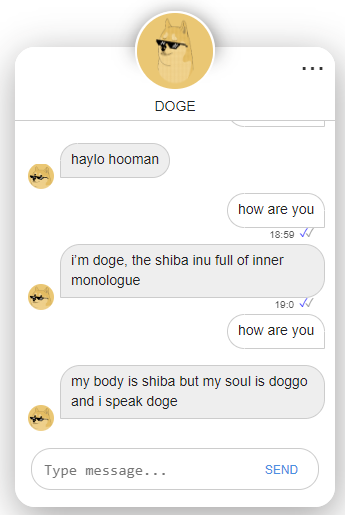 ...
DOGE
haylo hooman
how are you
18:59
i'm doge, the shiba inu full of inner
monologue
19:0
how are you
my body is shiba but my soul is doggo
and i speak doge
Type message...
SEND